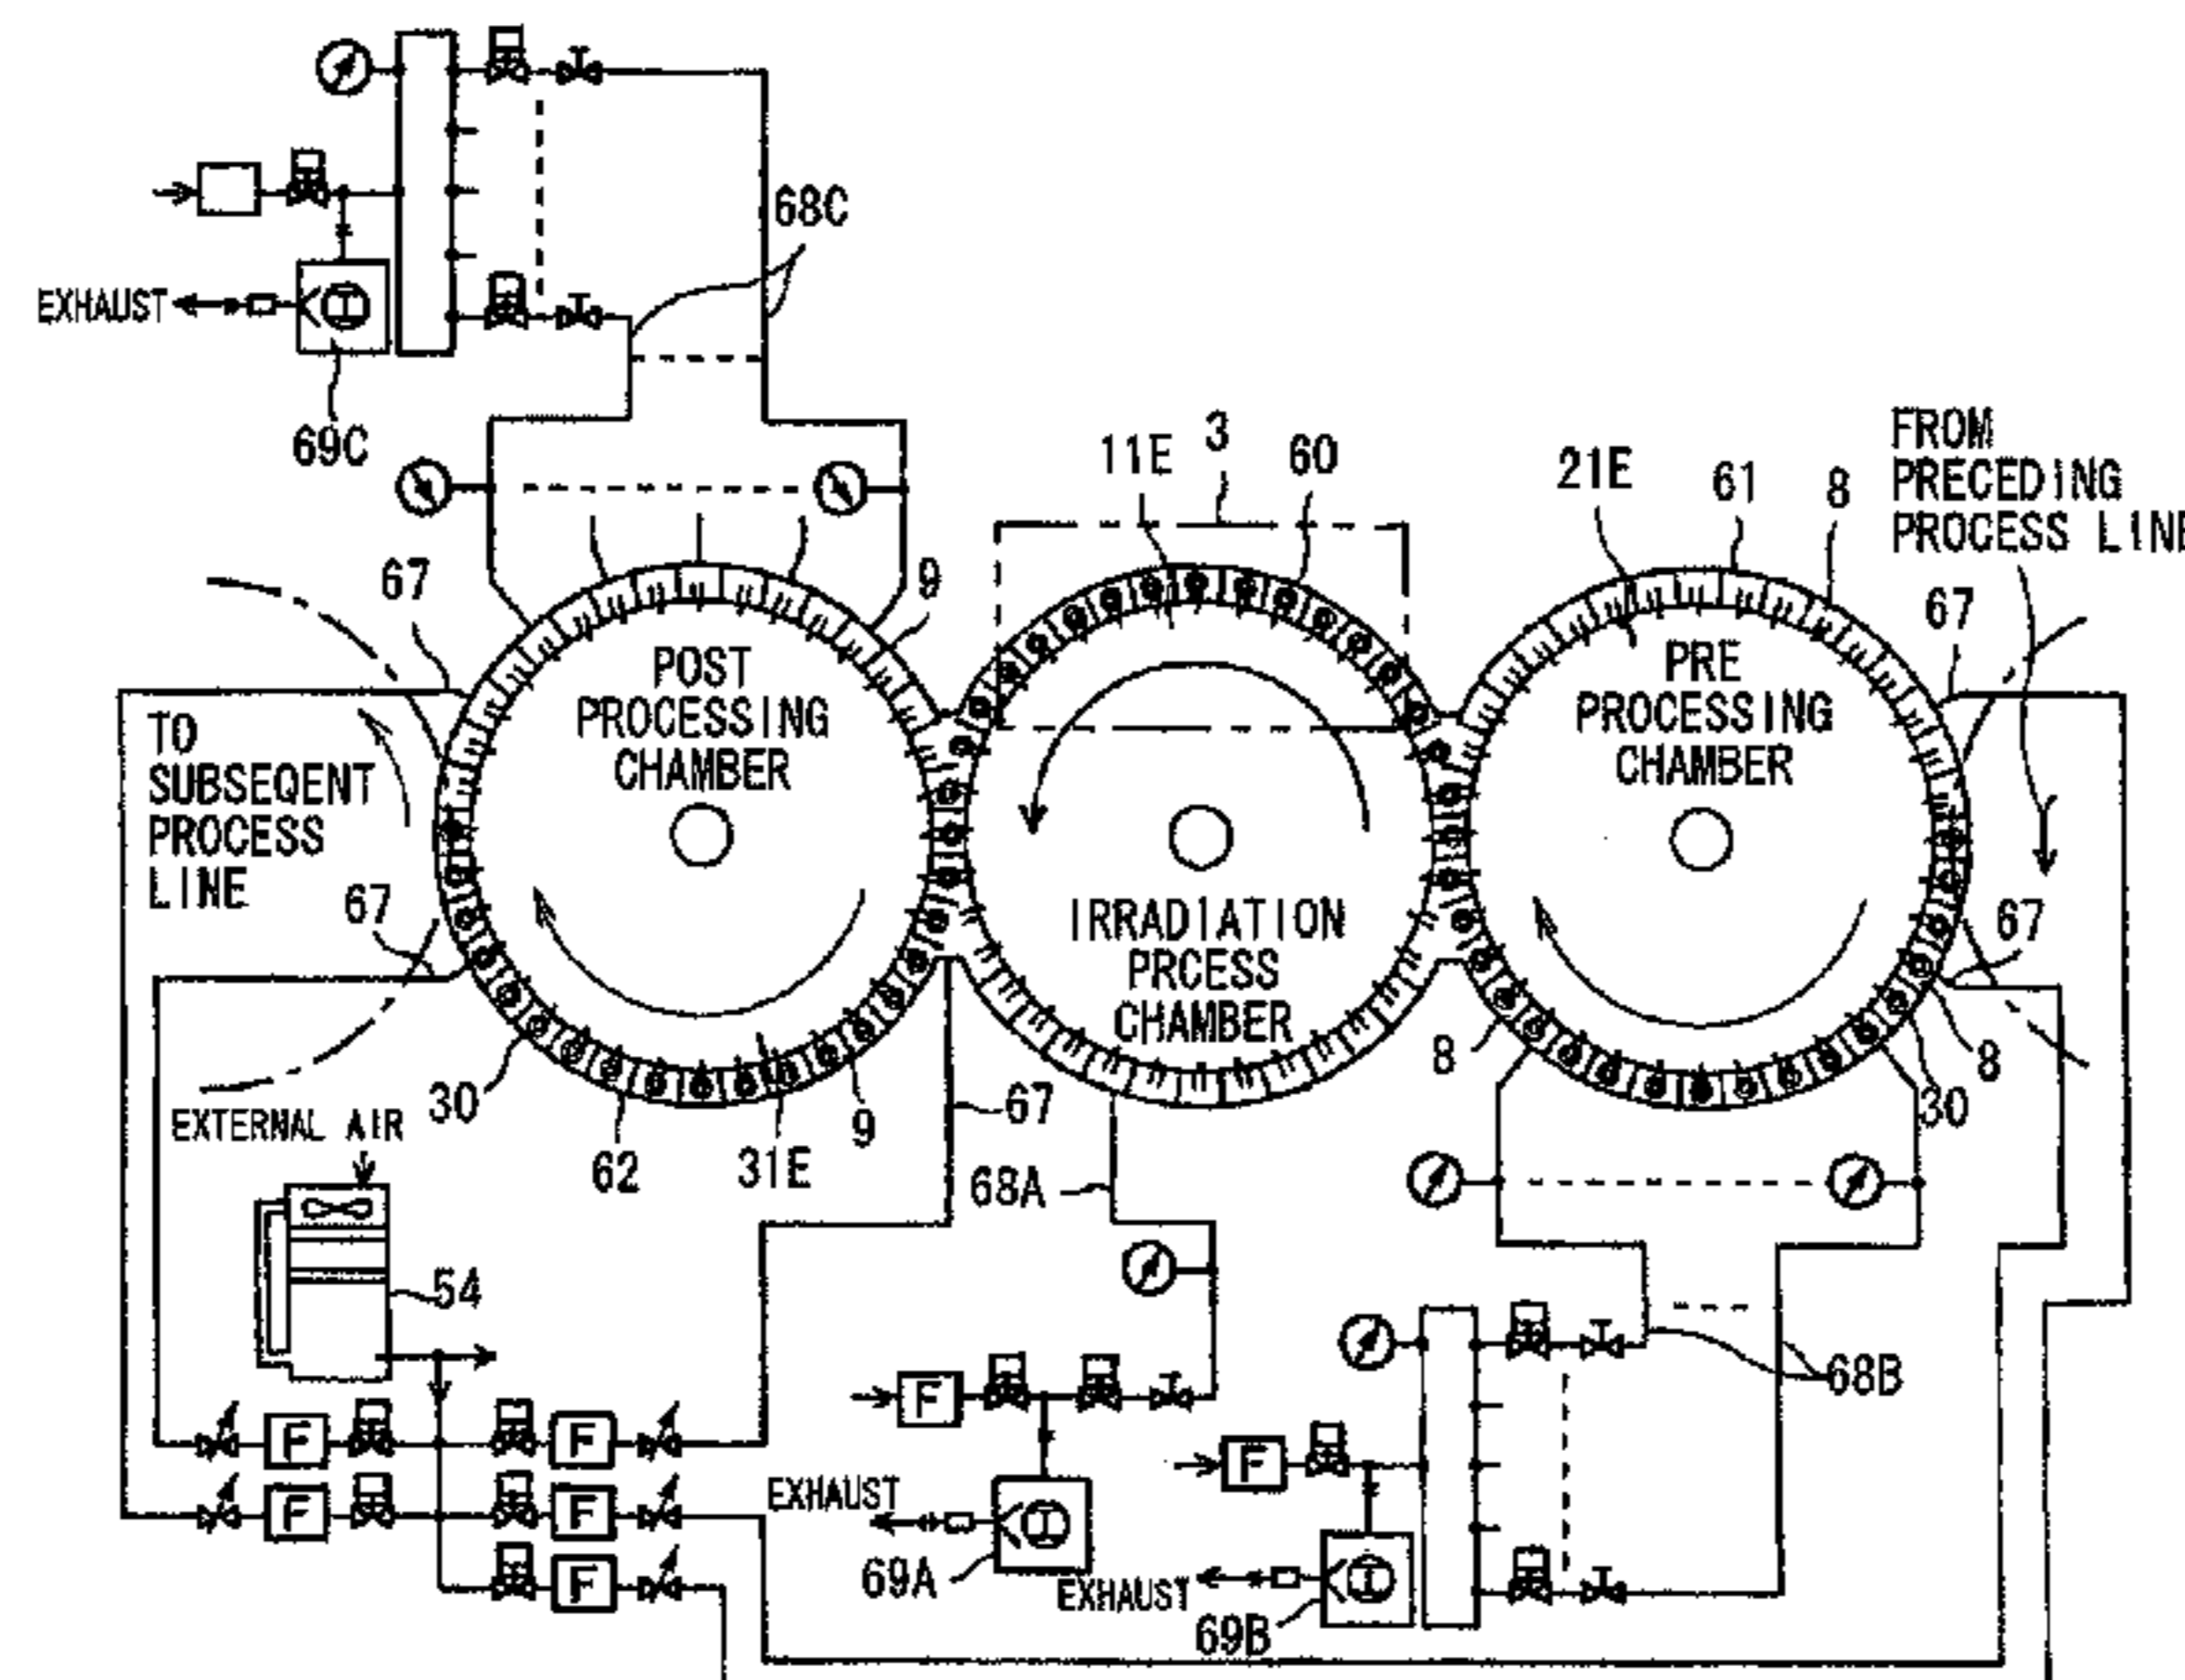 68C
EXHAUST
69C
11E
3
60
21E
61
8
FROM
PRECEDING
PROCESS LINE
67
9
67
POST
PROCESSING
CHAMBER
PRE
PROCESSING
CHAMBER
TO
SUBSEQENT
PROCESS
LINE
67
IRRADIATION
PRCESS
CHAMBER
67
8
8
30
30
62
31E
9
67
68A
EXTERNAL AIR
54
68B
F
F
F
F
F
F
F
EXHAUST
69A
EXHAUST
69B